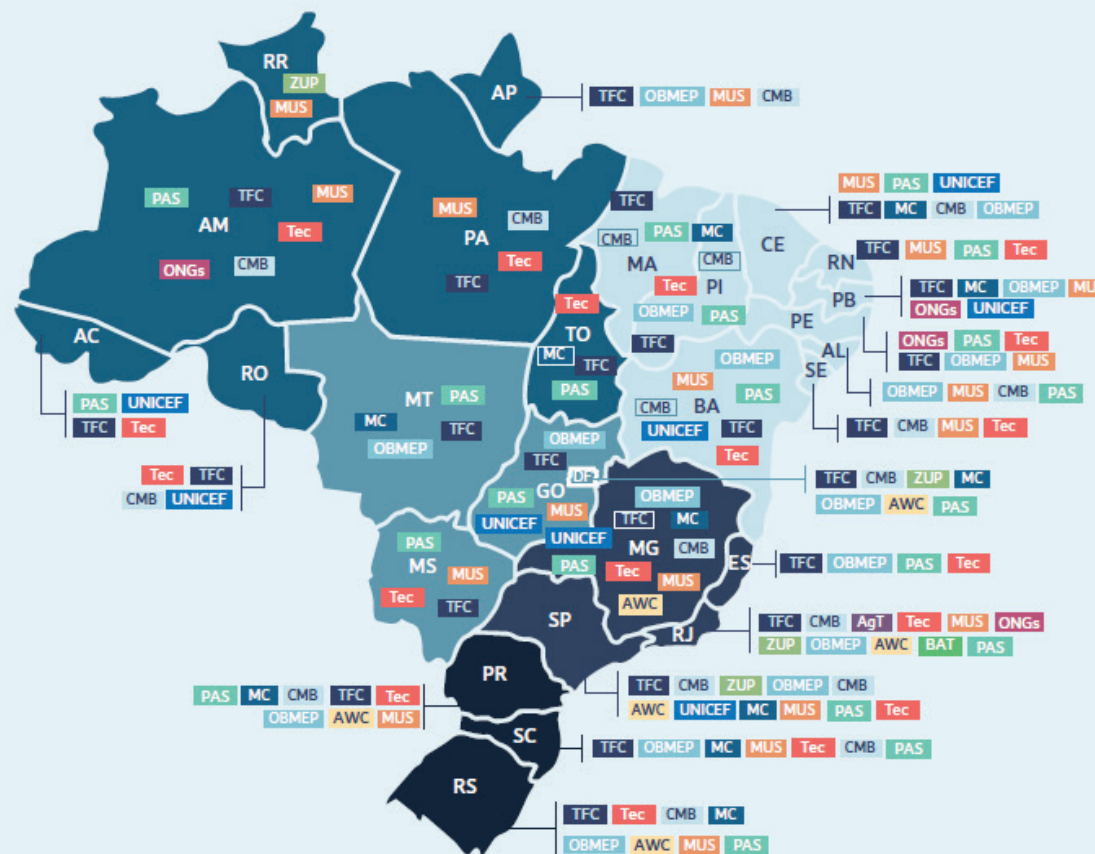 RR
ZUP
MUS
AP
TFC OBMEP MUS CMB
PAS TFC MUS
AM Tec
ONGs CMB
MUS CMB
PA Tec
TFC
TFC
CMB PAS MC
MA CMB
Tec PI
OBMEP PAS
TFC
MUS PAS UNICEF
TFC MC CMB OBMEP
CE
RN
TFC MUS PAS Tec
PB
TFC MC OBMEP MU
ONGs UNICEF
PE
ONGs PAS Tec
TFC OBMEP MUS
AL
OBMEP MUS CMB PAS
SE
TFC CMB MUS Tec
Tec
TO
MC TFC
PAS
AC
PAS UNICEF
TFC Tec
RO
Tec TFC
CMB UNICEF
MT PAS
MC TFC
OBMEP
OBMEP
MUS PAS
CMB BA
UNICEF TFC
Tec
OBMEP
TFC DF
PAS GO
MUS
UNICEF UNICEF
PAS
TFC CMB ZUP MC
OBMEP AWC PAS
OBMEP
TFC MC
MG CMB
Tec MUS
AWC
ES
TFC OBMEP PAS Tec
PAS
MS MUS
Tec TFC
SP
RJ
TFC CMB AgT Tec MUS ONGs
ZUP OBMEP AWC BAT PAS
TFC CMB ZUP OBMEP CMB
AWC UNICEF MC MUS PAS Tec
PR
PAS MC CMB TFC Tec
OBMEP AWC MUS
SC
TFC OBMEP MC MUS Tec CMB PAS
RS
TFC Tec CMB MC
OBMEP AWC MUS PAS